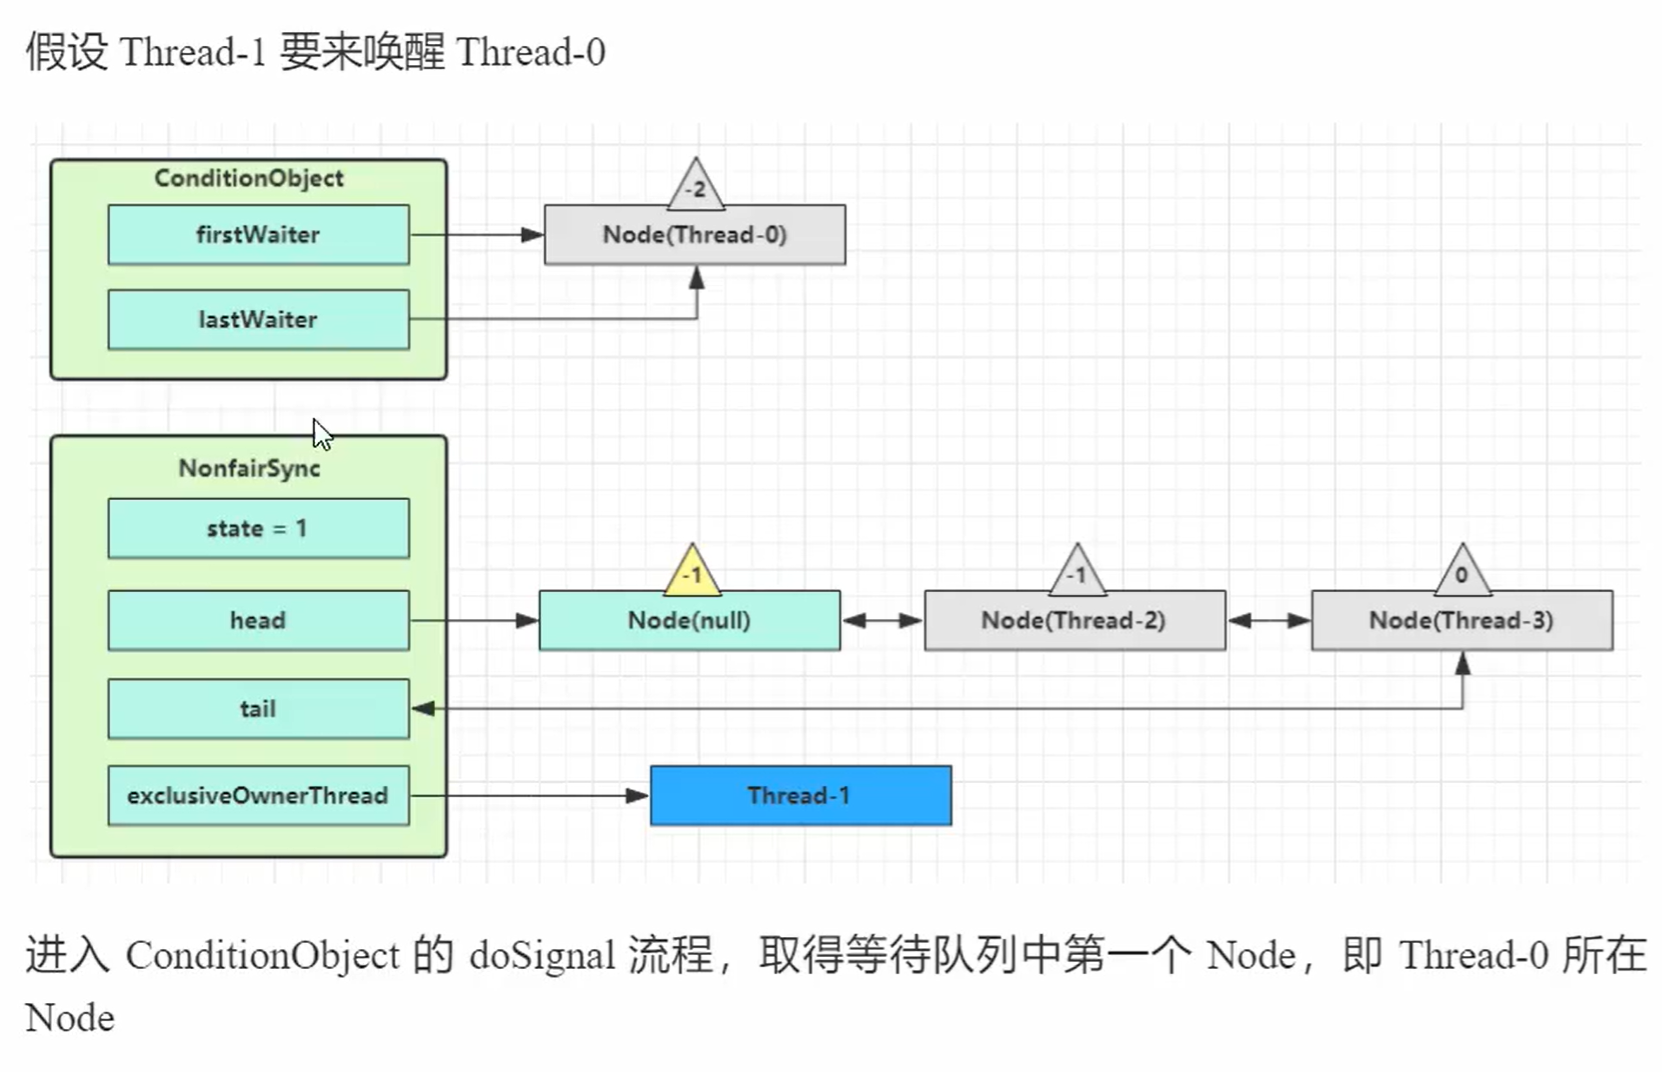 假设 Thread-1 要来唤醒 Thread-0
ConditionObject
firstWaiter
lastWaiter
-2
Node(Thread-0)
NonfairSync
state = 1
head
tail
exclusiveOwnerThread
-1
Node(null)
-1
Node(Thread-2)
0
Node(Thread-3)
Thread-1
进入 ConditionObject 的 doSignal 流程，取得等待队列中第一个 Node，即 Thread-0 所在
Node